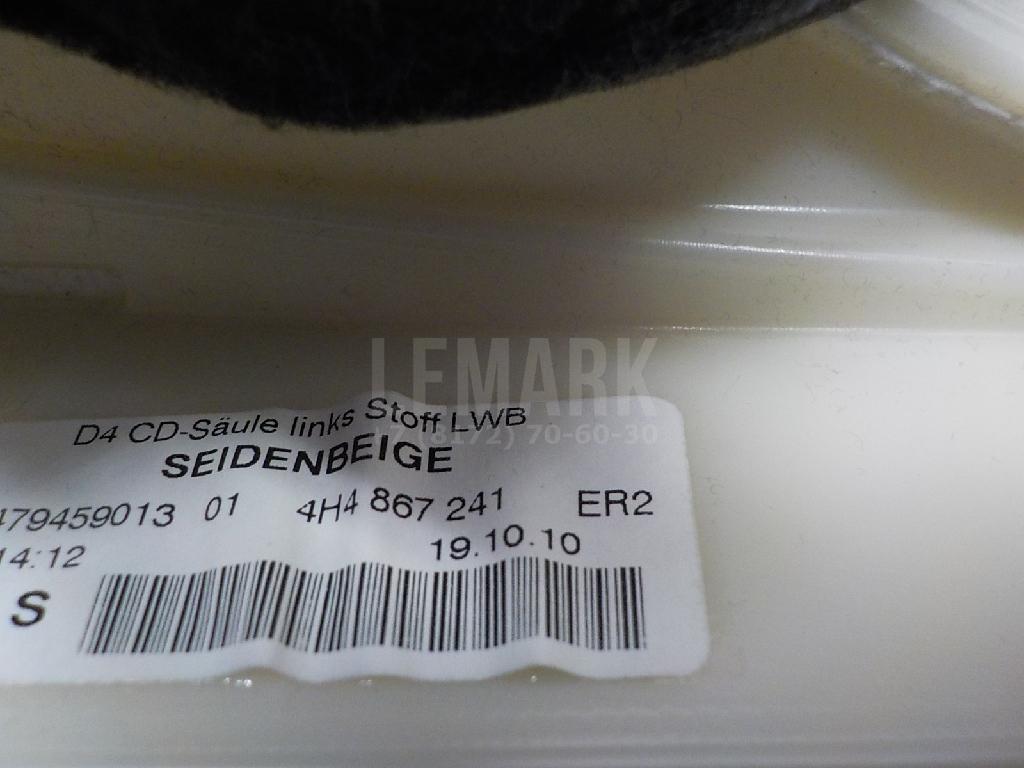 LEMARK
+7 (8172) 70-60-30
D4 CD-Säule links Stoff LWB
SEIDENBEIGE
479459013 01 4H4 867 241 ER2
14:12 19.10.10
S